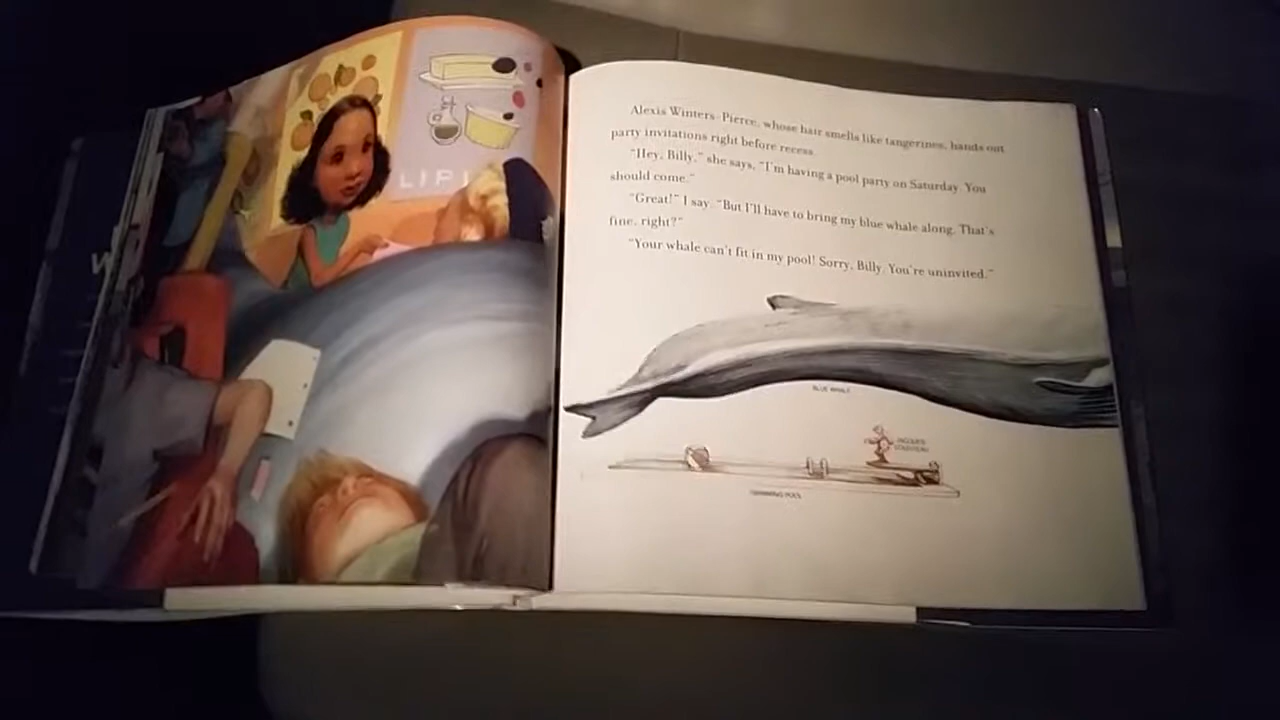 LIPI
Alexis Winters-Pierce, whose hair smells like tangerines, hands out
party invitations right before recess.
"Hey, Billy," she says, "I'm having a pool party on Saturday. You
should come."
"Great!" I say. "But I'll have to bring my blue whale along. That's
fine, right?"
"Your whale can't fit in my pool! Sorry, Billy. You're uninvited."
BLUE WHALE
JACQUES
COUSTEAU
SWIMMING POOL